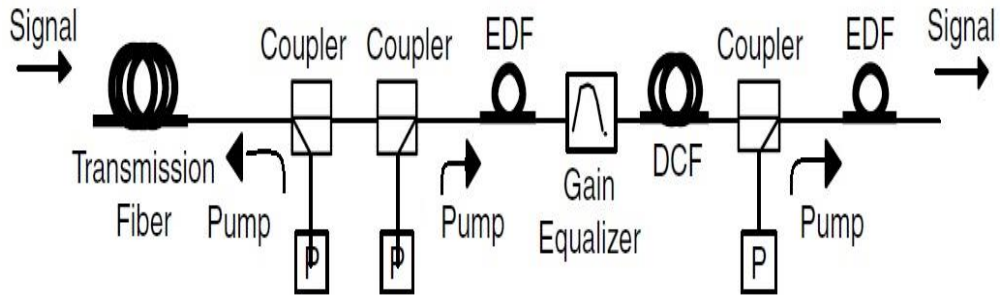 Signal
Coupler
Coupler
EDF
Coupler
EDF
Signal
Transmission
Fiber
Pump
Pump
Gain
Equalizer
DCF
Pump
P
P
P